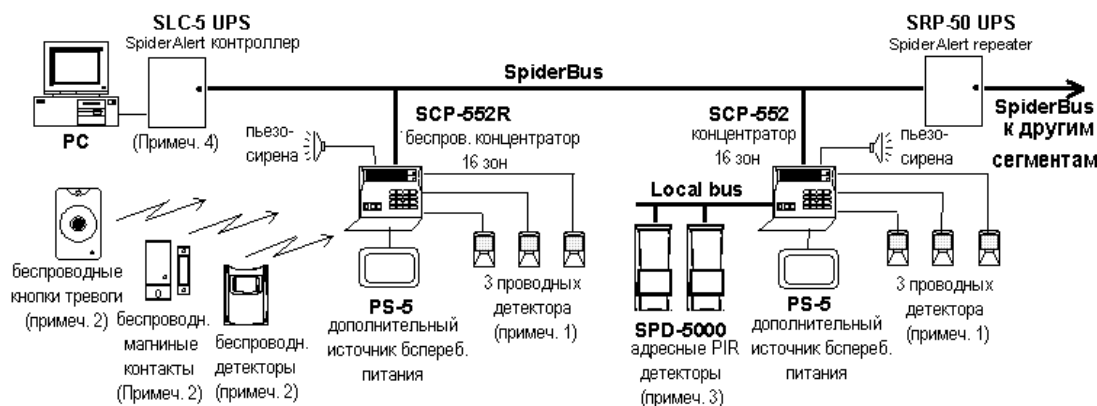 SLC-5 UPS
SpiderAlert контроллер
SRP-50 UPS
SpiderAlert repeater
SpiderBus
PC
(Примеч. 4)
SCP-552R
беспров. концентратор
16 зон
пьезо-
сирена
SCP-552
концентратор
16 зон
пьезо-
сирена
SpiderBus
к другим
сегментам
Local bus
беспроводные
кнопки тревоги
(примеч. 2)
беспроводн.
магниные
контакты
(Примеч. 2)
беспроводн.
детекторы
(примеч. 2)
PS-5
дополнительный
источник бспереб.
питания
3 проводных
детектора
(примеч. 1)
SPD-5000
адресные PIR
детекторы
(примеч. 3)
PS-5
дополнительный
источник бспереб.
питания
3 проводных
детектора
(примеч. 1)